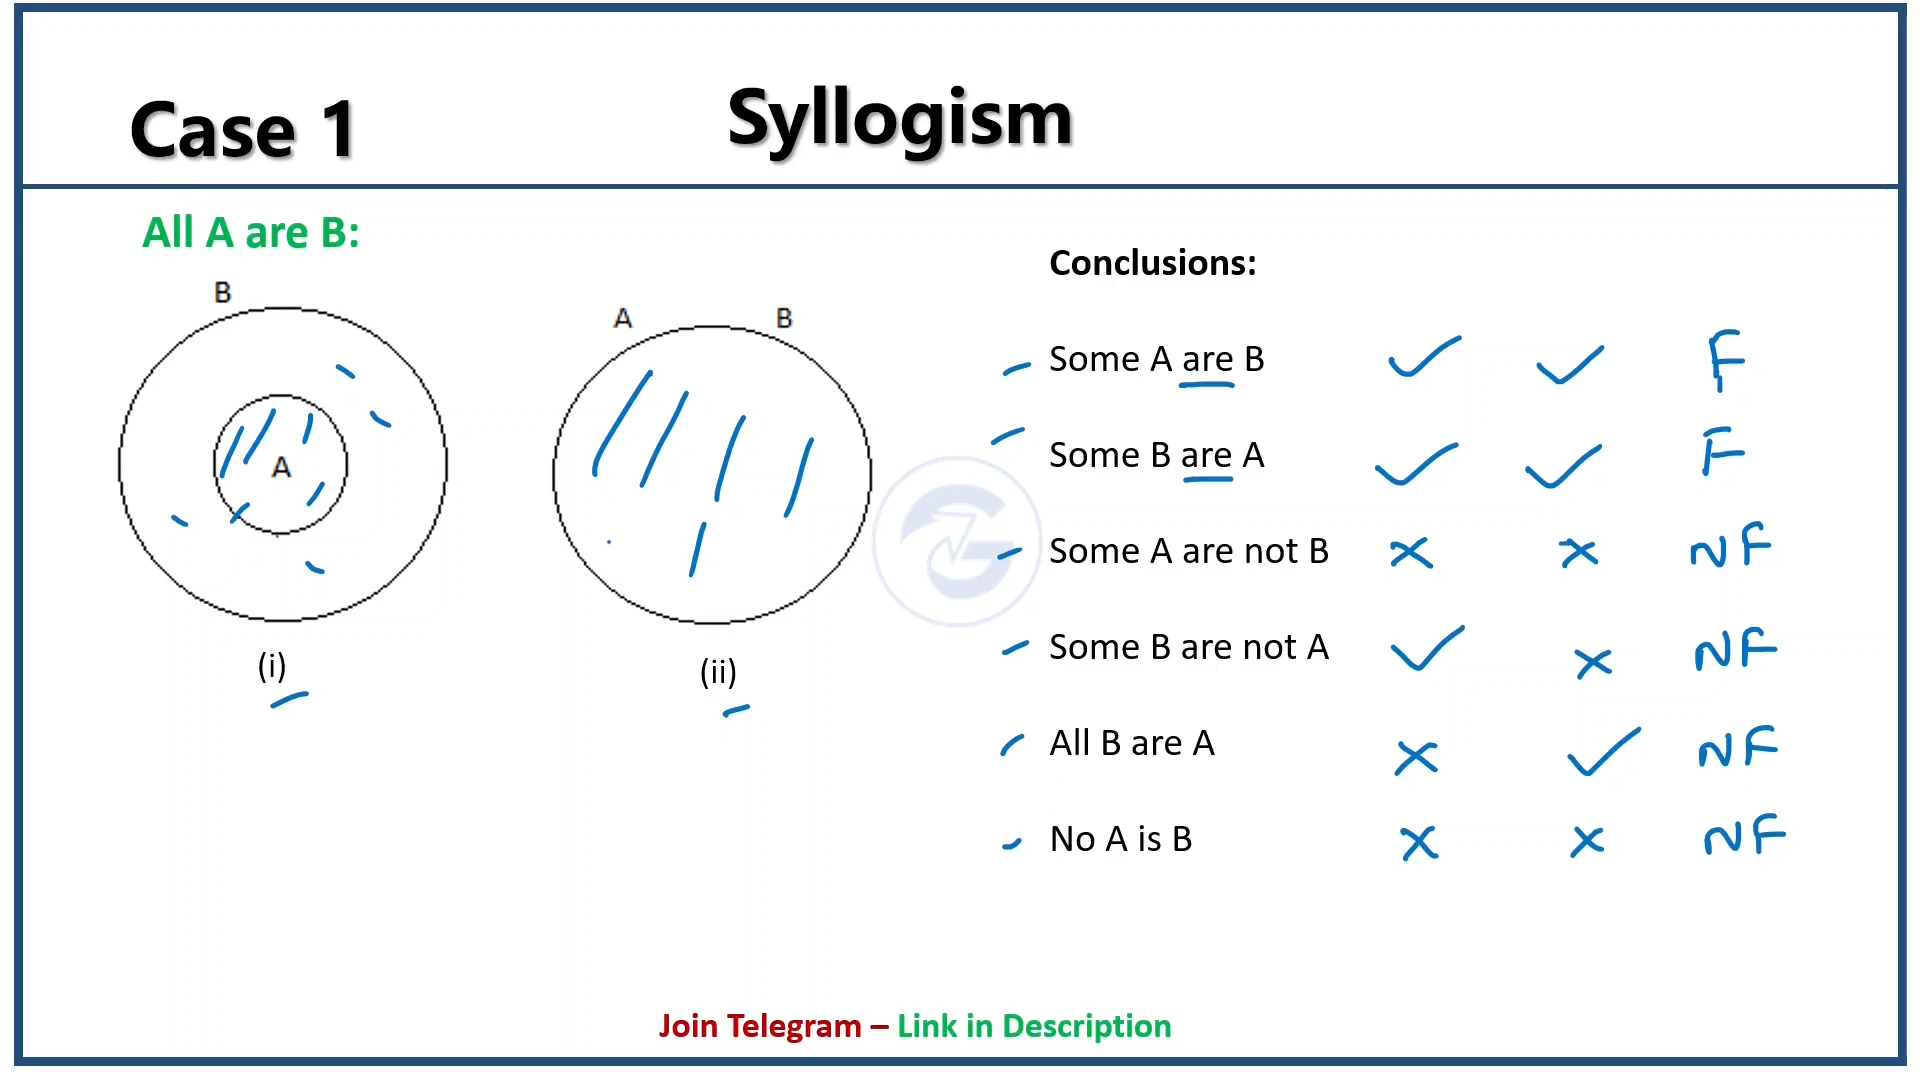 Case 1
Syllogism
All A are B:
B
A
(i)
A B
(ii)
Conclusions:
Some A are B F
Some B are A F
Some A are not B NF
Some B are not A NF
All B are A NF
No A is B NF
Join Telegram – Link in Description